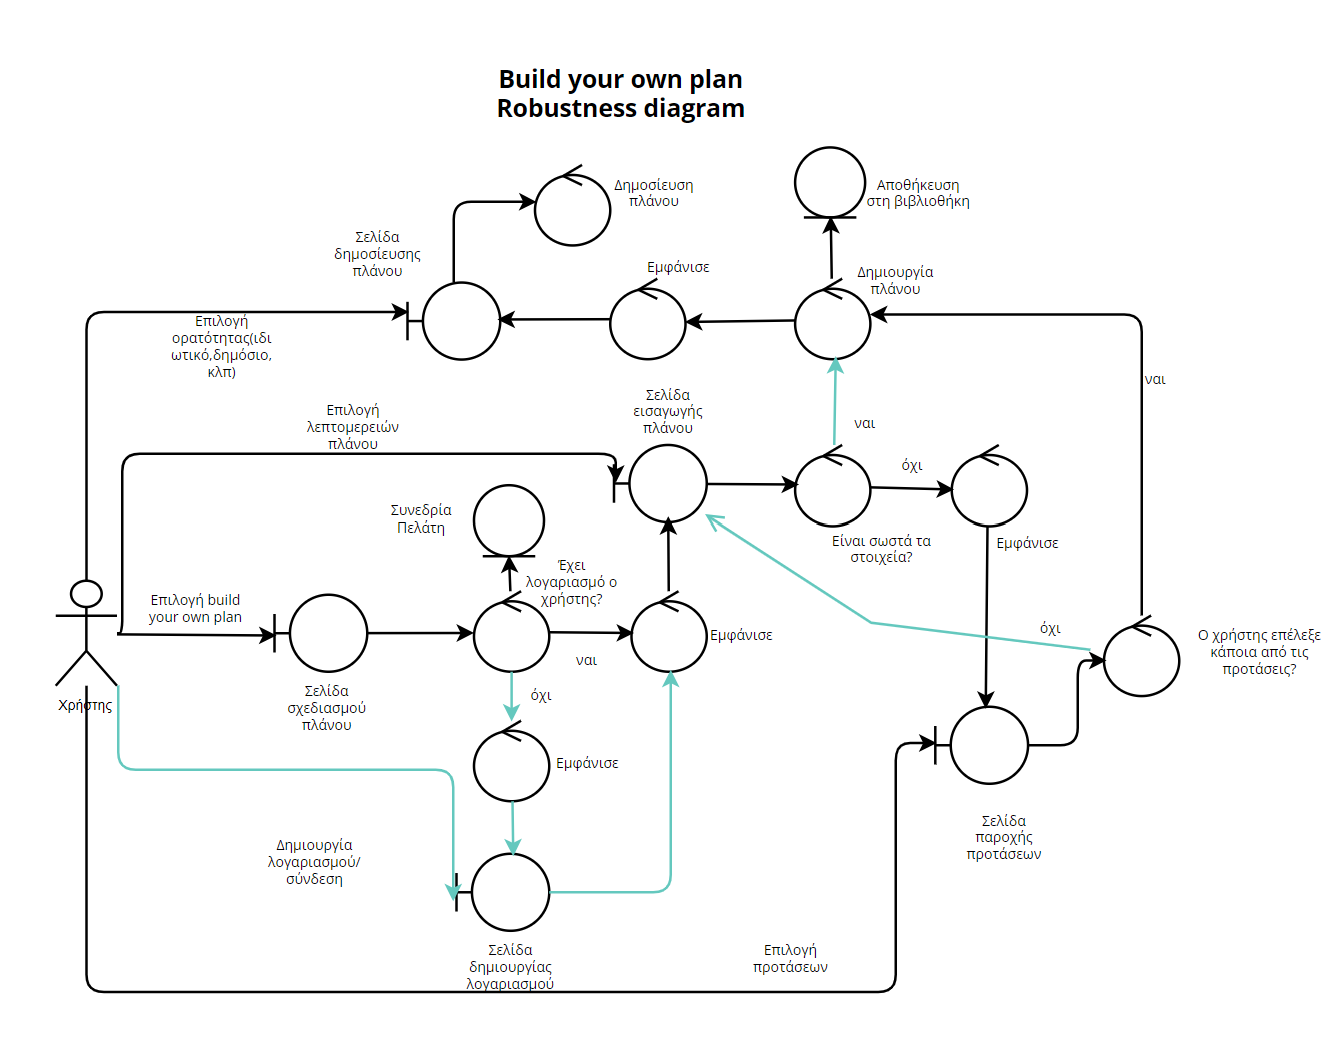 Build your own plan
Robustness diagram
Δημοσίευση
πλάνου
Αποθήκευση
στη βιβλιοθήκη
Σελίδα
δημοσίευσης
πλάνου
Εμφάνισε
Δημιουργία
πλάνου
Επιλογή
ορατότητας(ιδι
ωτικό,δημόσιο,
κλπ)
ναι
Σελίδα
εισαγωγής
πλάνου
Επιλογή
λεπτομερειών
πλάνου
ναι
όχι
Συνεδρία
Πελάτη
Είναι σωστά τα
στοιχεία?
Εμφάνισε
Έχει
λογαριασμό ο
χρήστης?
Επιλογή build
your own plan
Εμφάνισε
όχι
Ο χρήστης επέλεξε
κάποια από τις
προτάσεις?
ναι
Χρήστης
Σελίδα
σχεδιασμού
πλάνου
όχι
Εμφάνισε
Σελίδα
παροχής
προτάσεων
Δημιουργία
λογαριασμού/
σύνδεση
Σελίδα
δημιουργίας
λογαριασμού
Επιλογή
προτάσεων